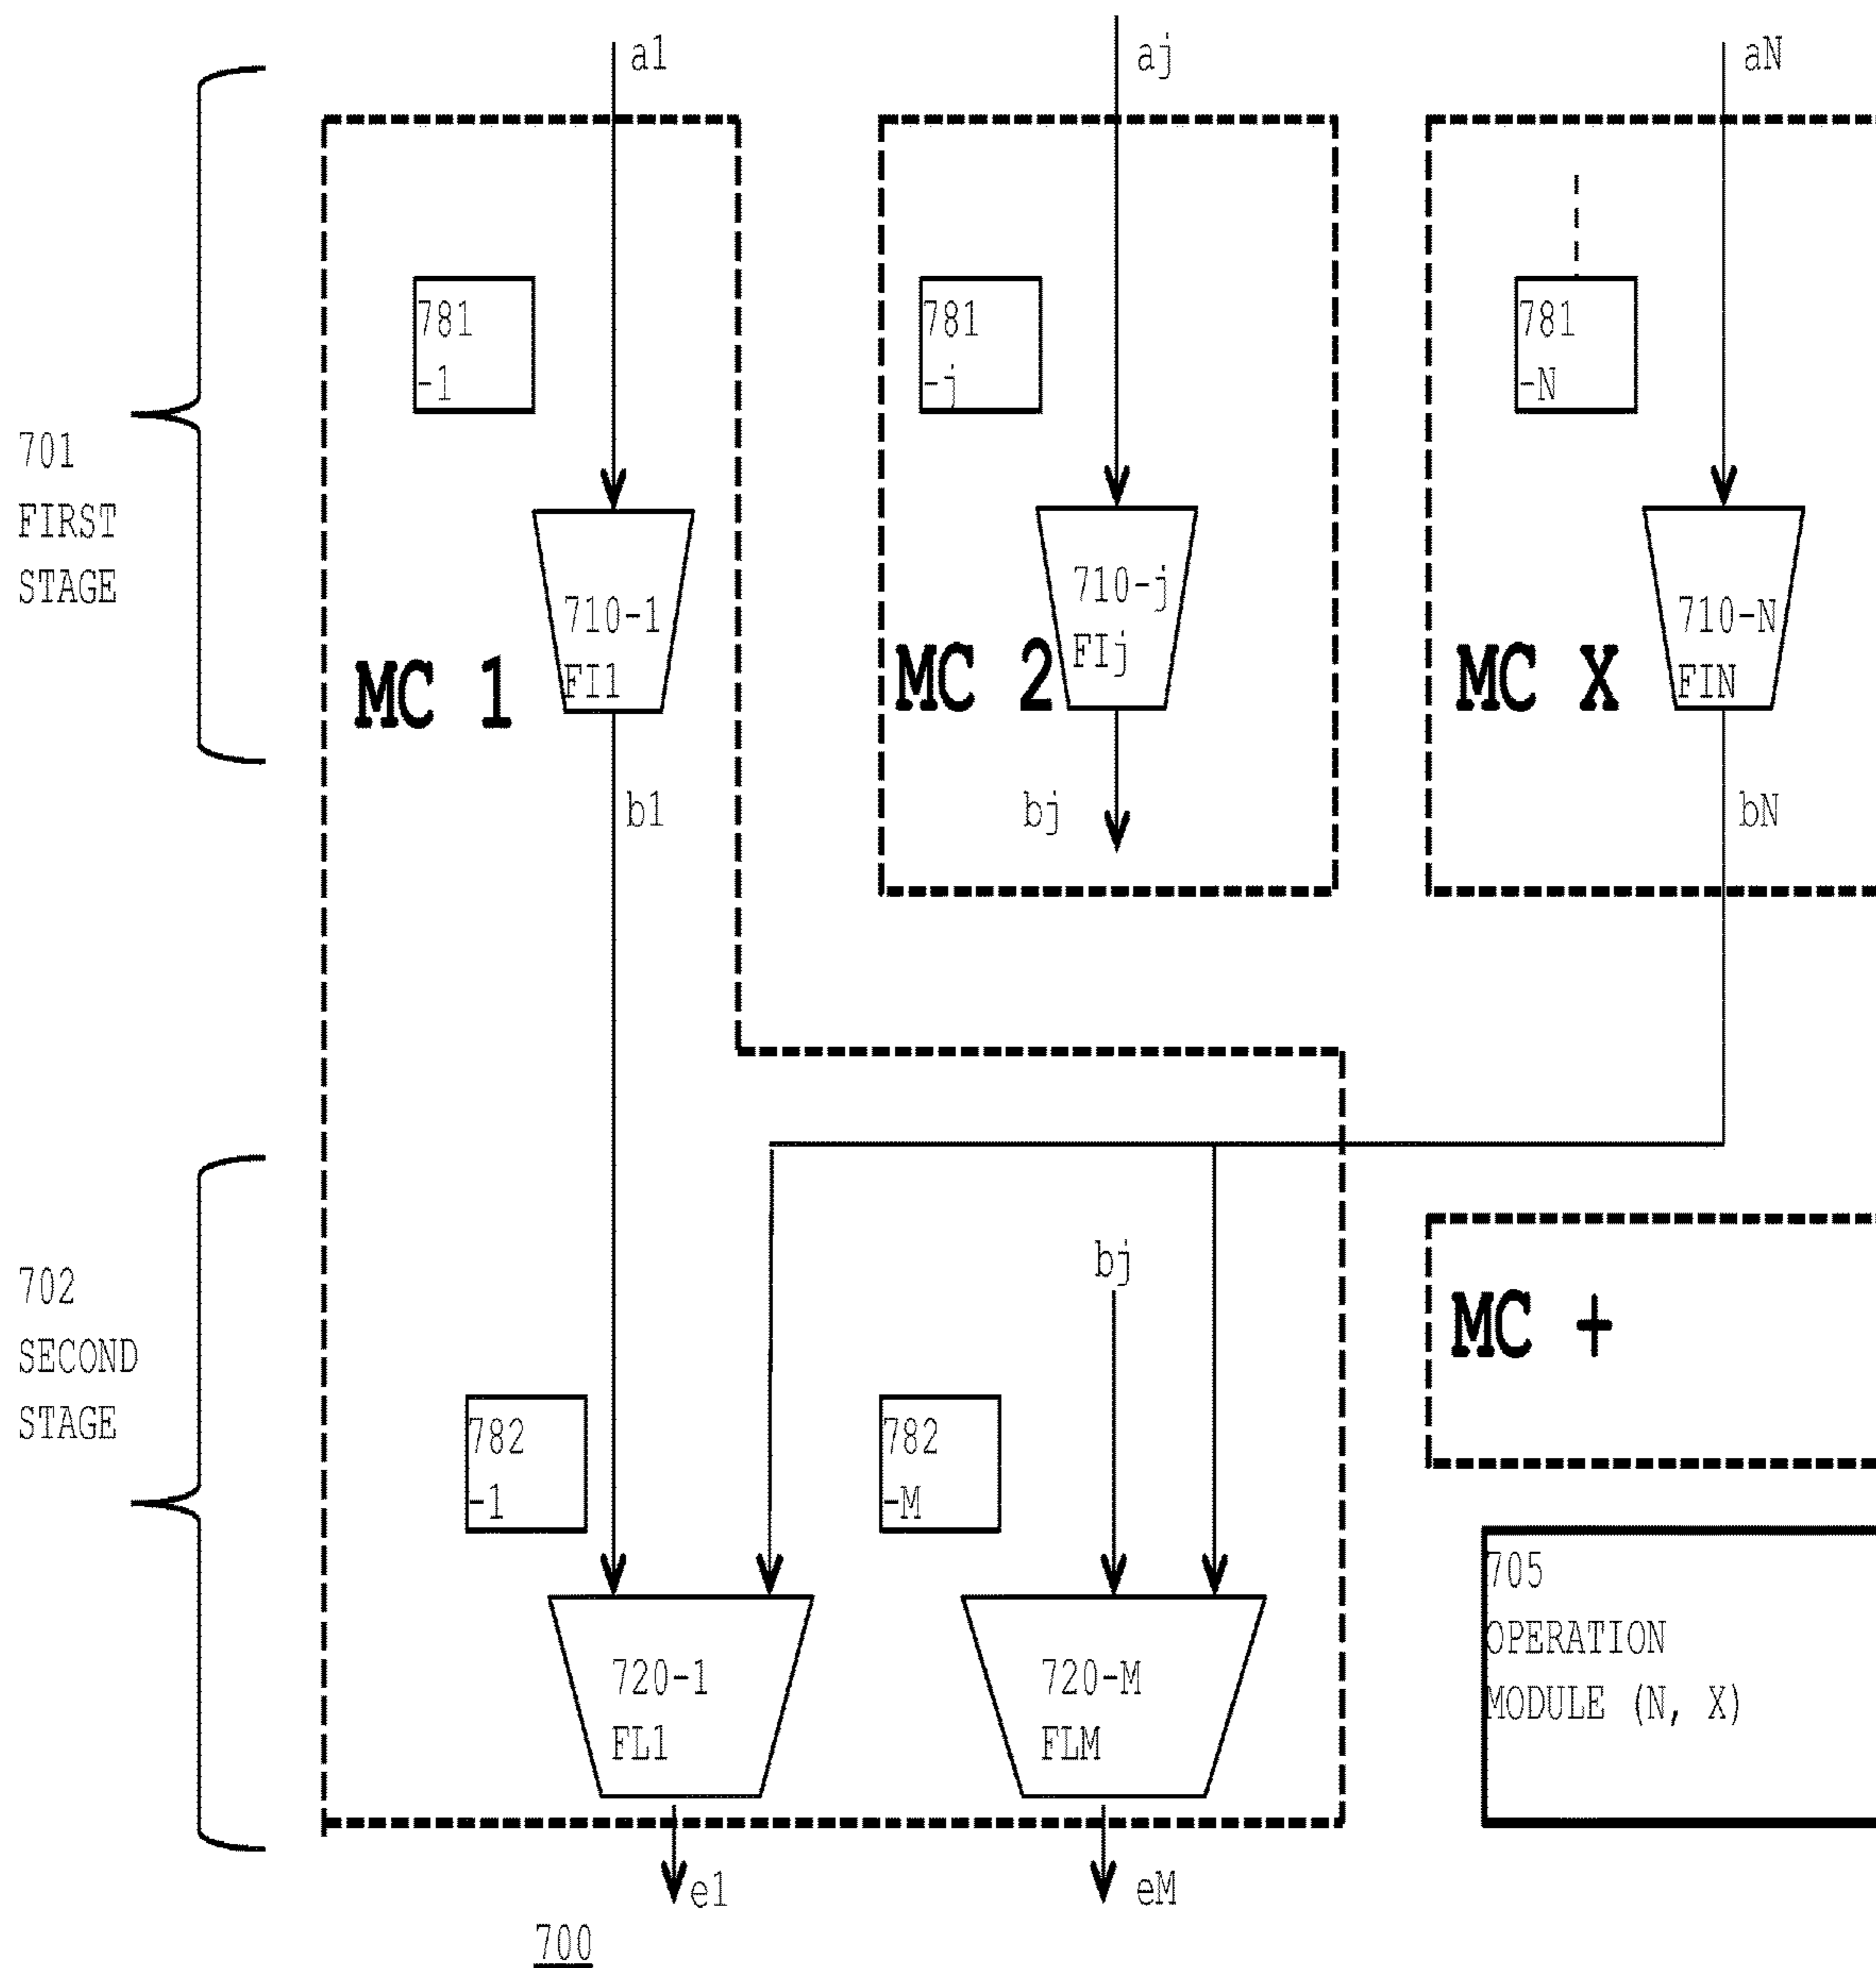 a1
aj
aN
781
-1
781
-j
781
-N
701
FIRST
STAGE
710-1
FI1
710-j
FIj
710-N
FIN
MC 1
MC 2
MC X
b1
bj
bN
bj
702
SECOND
STAGE
MC +
782
-1
782
-M
705
OPERATION
MODULE (N, X)
720-1
FL1
720-M
FLM
e1
eM
700